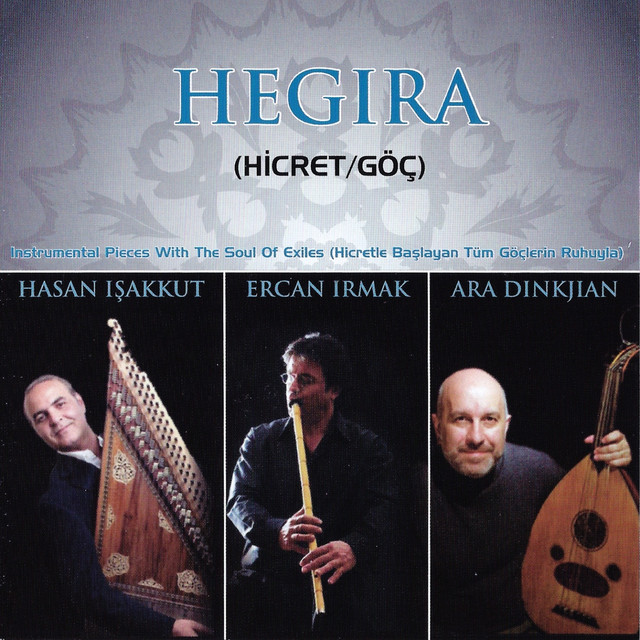 HEGIRA
(HİCRET/GÖÇ)
Instrumental Pieces With The Soul Of Exiles (Hicretle Başlayan Tüm Göçlerin Ruhuyla)
HASAN IŞAKKUT ERCAN IRMAK ARA DINKJIAN